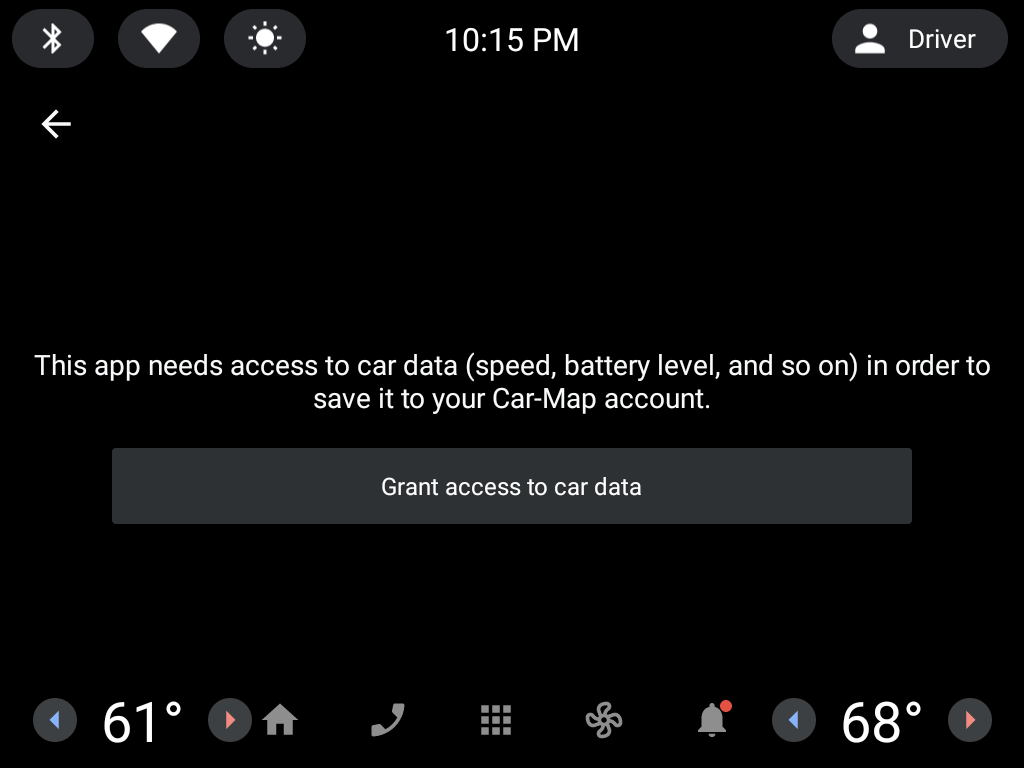 10:15 PM
Driver
This app needs access to car data (speed, battery level, and so on) in order to
save it to your Car-Map account.
Grant access to car data
61°
68°